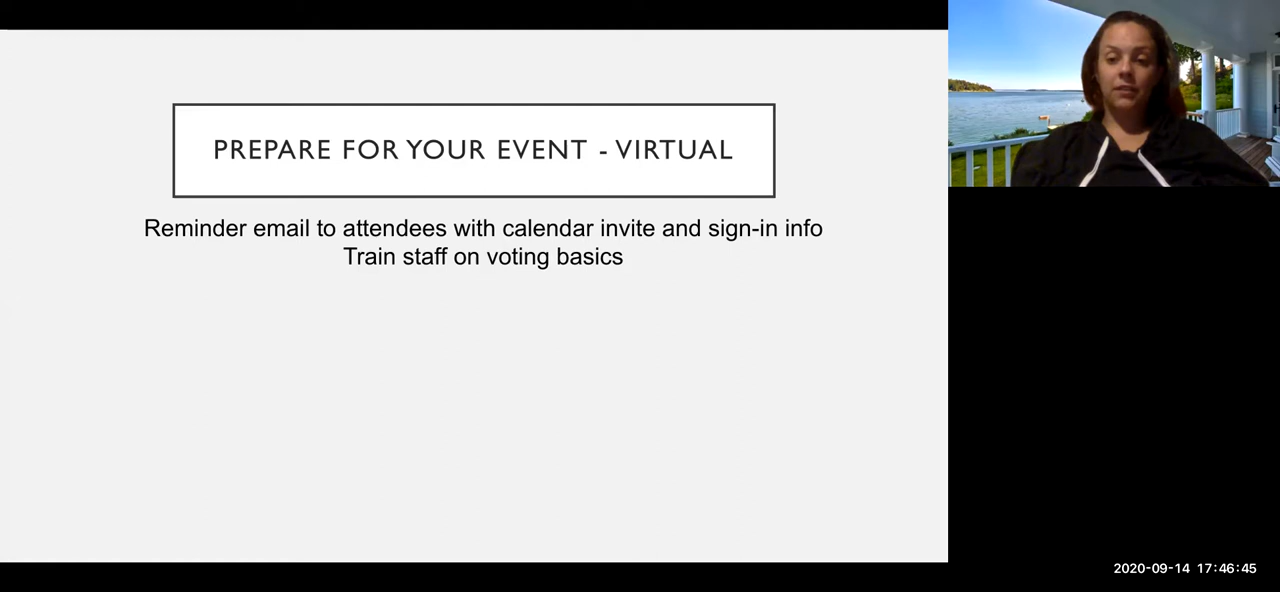 PREPARE FOR YOUR EVENT - VIRTUAL
Reminder email to attendees with calendar invite and sign-in info
Train staff on voting basics
2020-09-14 17:46:45